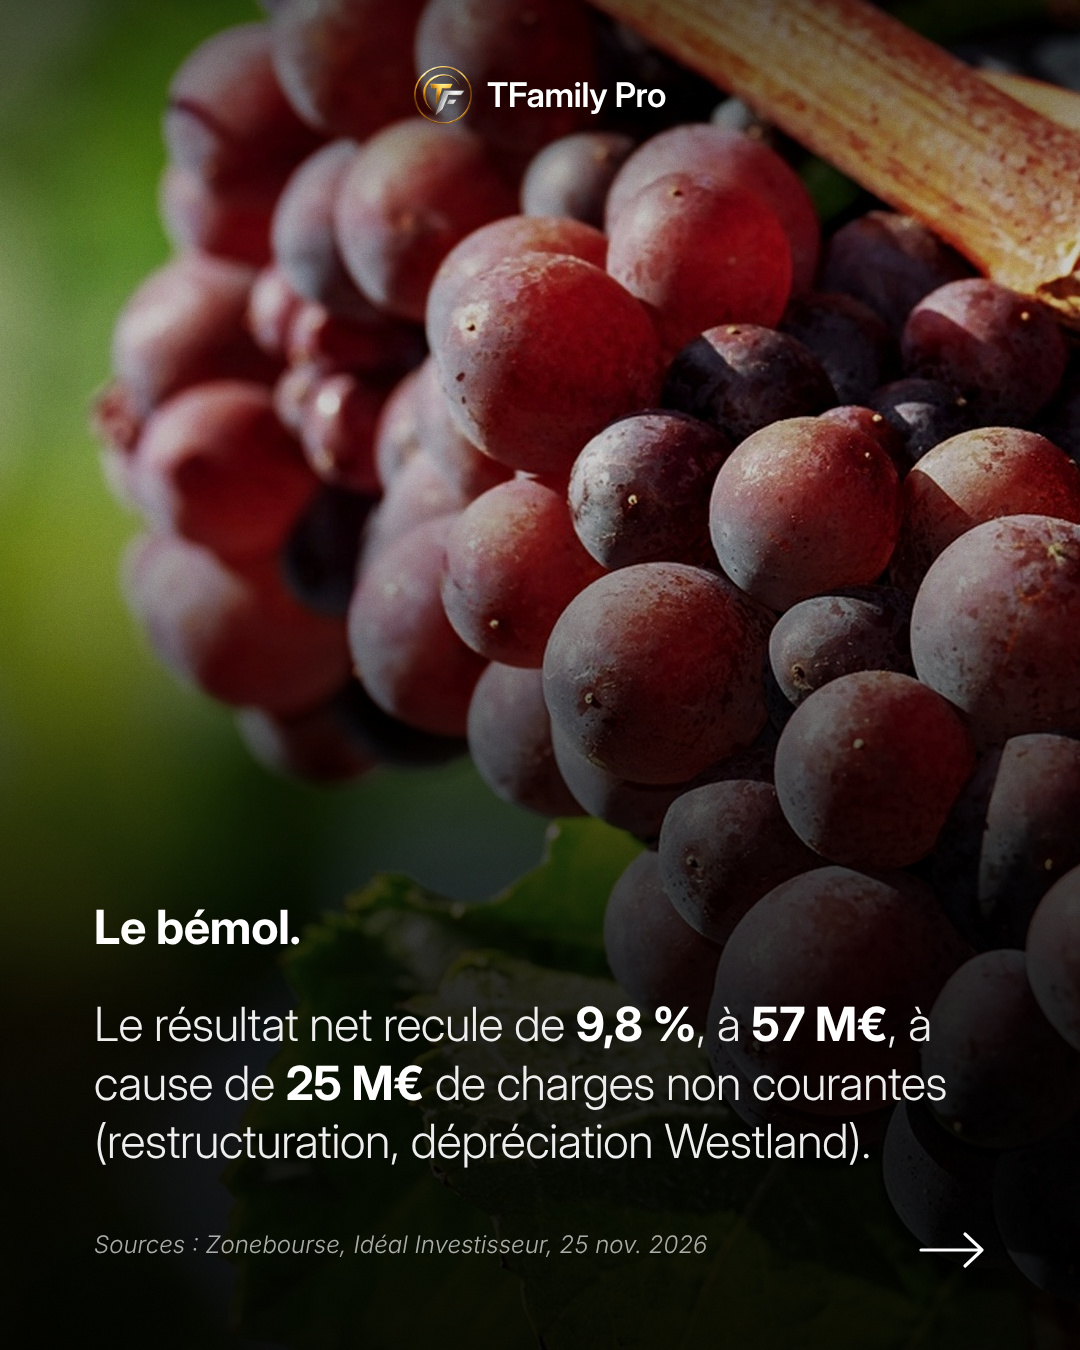 TFamily Pro
Le bémol.
Le résultat net recule de 9,8 %, à 57 M€, à
cause de 25 M€ de charges non courantes
(restructuration, dépréciation Westland).
Sources : Zonebourse, Idéal Investisseur, 25 nov. 2026